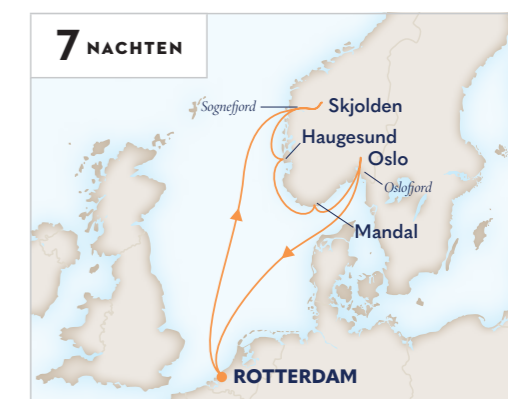 7 NACHTEN
Sognefjord
Skjolden
Haugesund
Oslo
Oslofjord
Mandal
ROTTERDAM